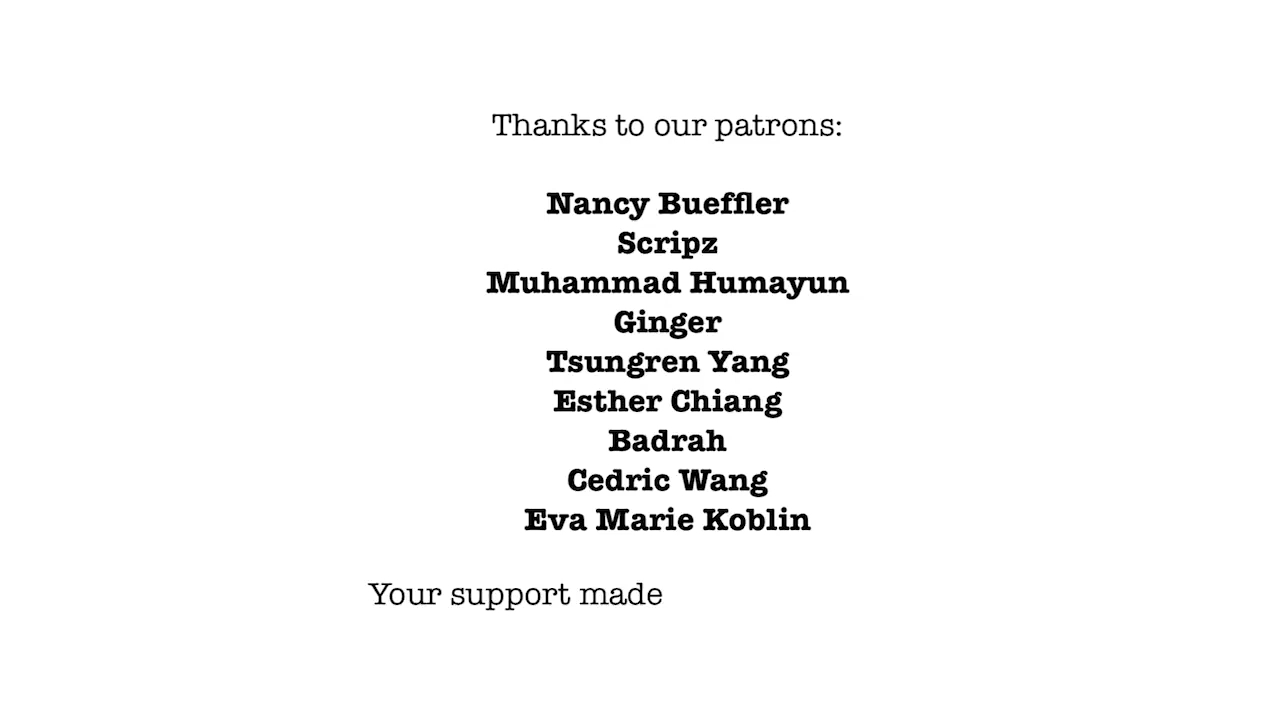 Thanks to our patrons:
Nancy Bueffler
Scripz
Muhammad Humayun
Ginger
Tsungren Yang
Esther Chiang
Badrah
Cedric Wang
Eva Marie Koblin
Your support made